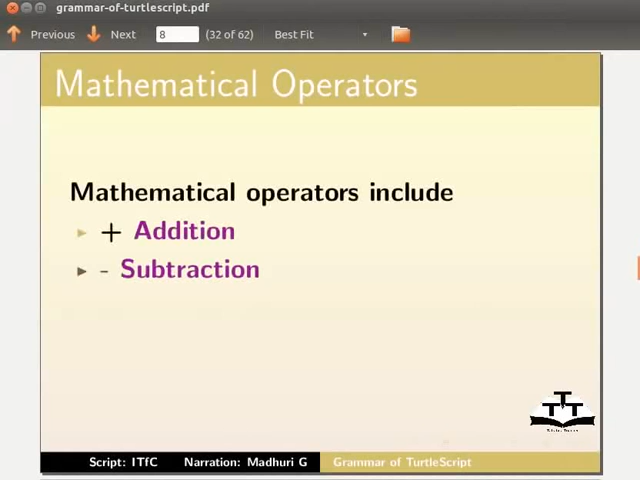 grammar-of-turtlescript.pdf
Previous Next 8 (32 of 62) Best Fit
Mathematical Operators
Mathematical operators include
+ Addition
- Subtraction
TTT
Script: ITfC Narration: Madhuri G Grammar of TurtleScript